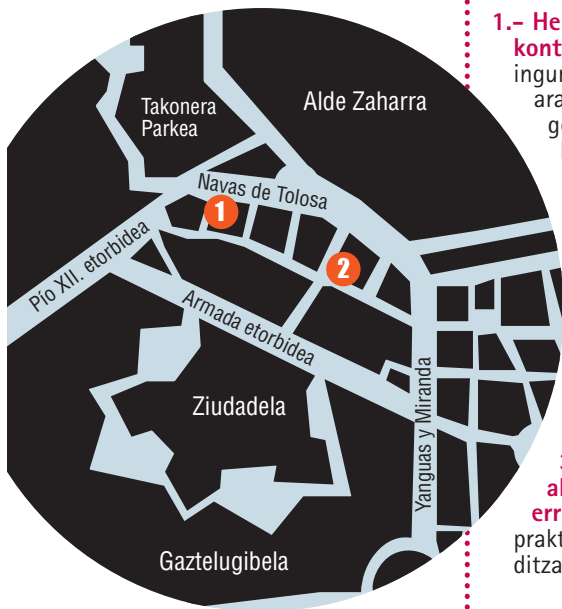 Takonera
Parkea
Alde Zaharra
Navas de Tolosa
1
2
Pío XII. etorbidea
Armada etorbidea
Ziudadela
Yanguas y Miranda
Gaztelugibela
1.- He
kont
ingur
ara
ge
3
al
err
prakt
ditza